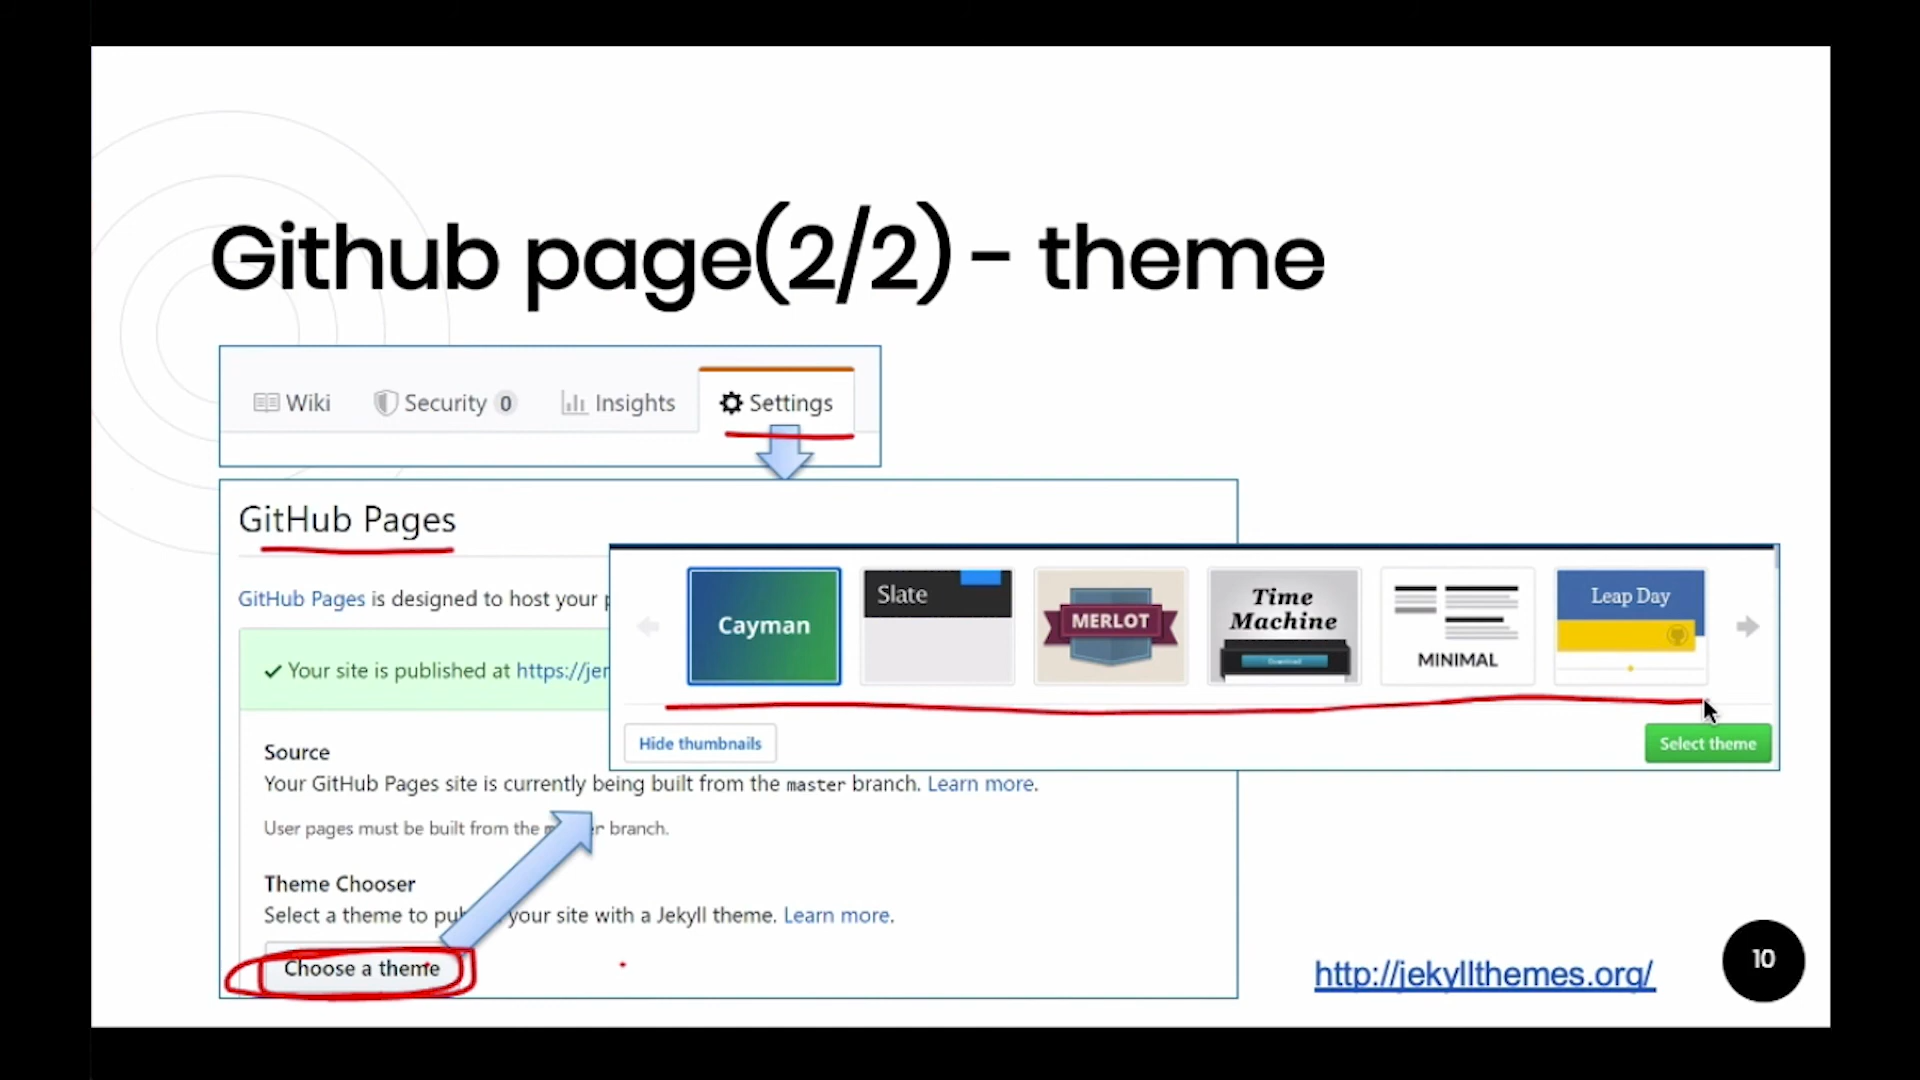 Github page(2/2) - theme
Wiki Security 0 Insights Settings
GitHub Pages
GitHub Pages is designed to host your
Your site is published at https://jer
Cayman
Slate
MERLOT
Time
Machine
Download
MINIMAL
Leap Day
Hide thumbnails
Select theme
Source
Your GitHub Pages site is currently being built from the master branch. Learn more.
User pages must be built from the branch.
Theme Chooser
Select a theme to your site with a Jekyll theme. Learn more.
Choose a theme
http://jekyllthemes.org/
10